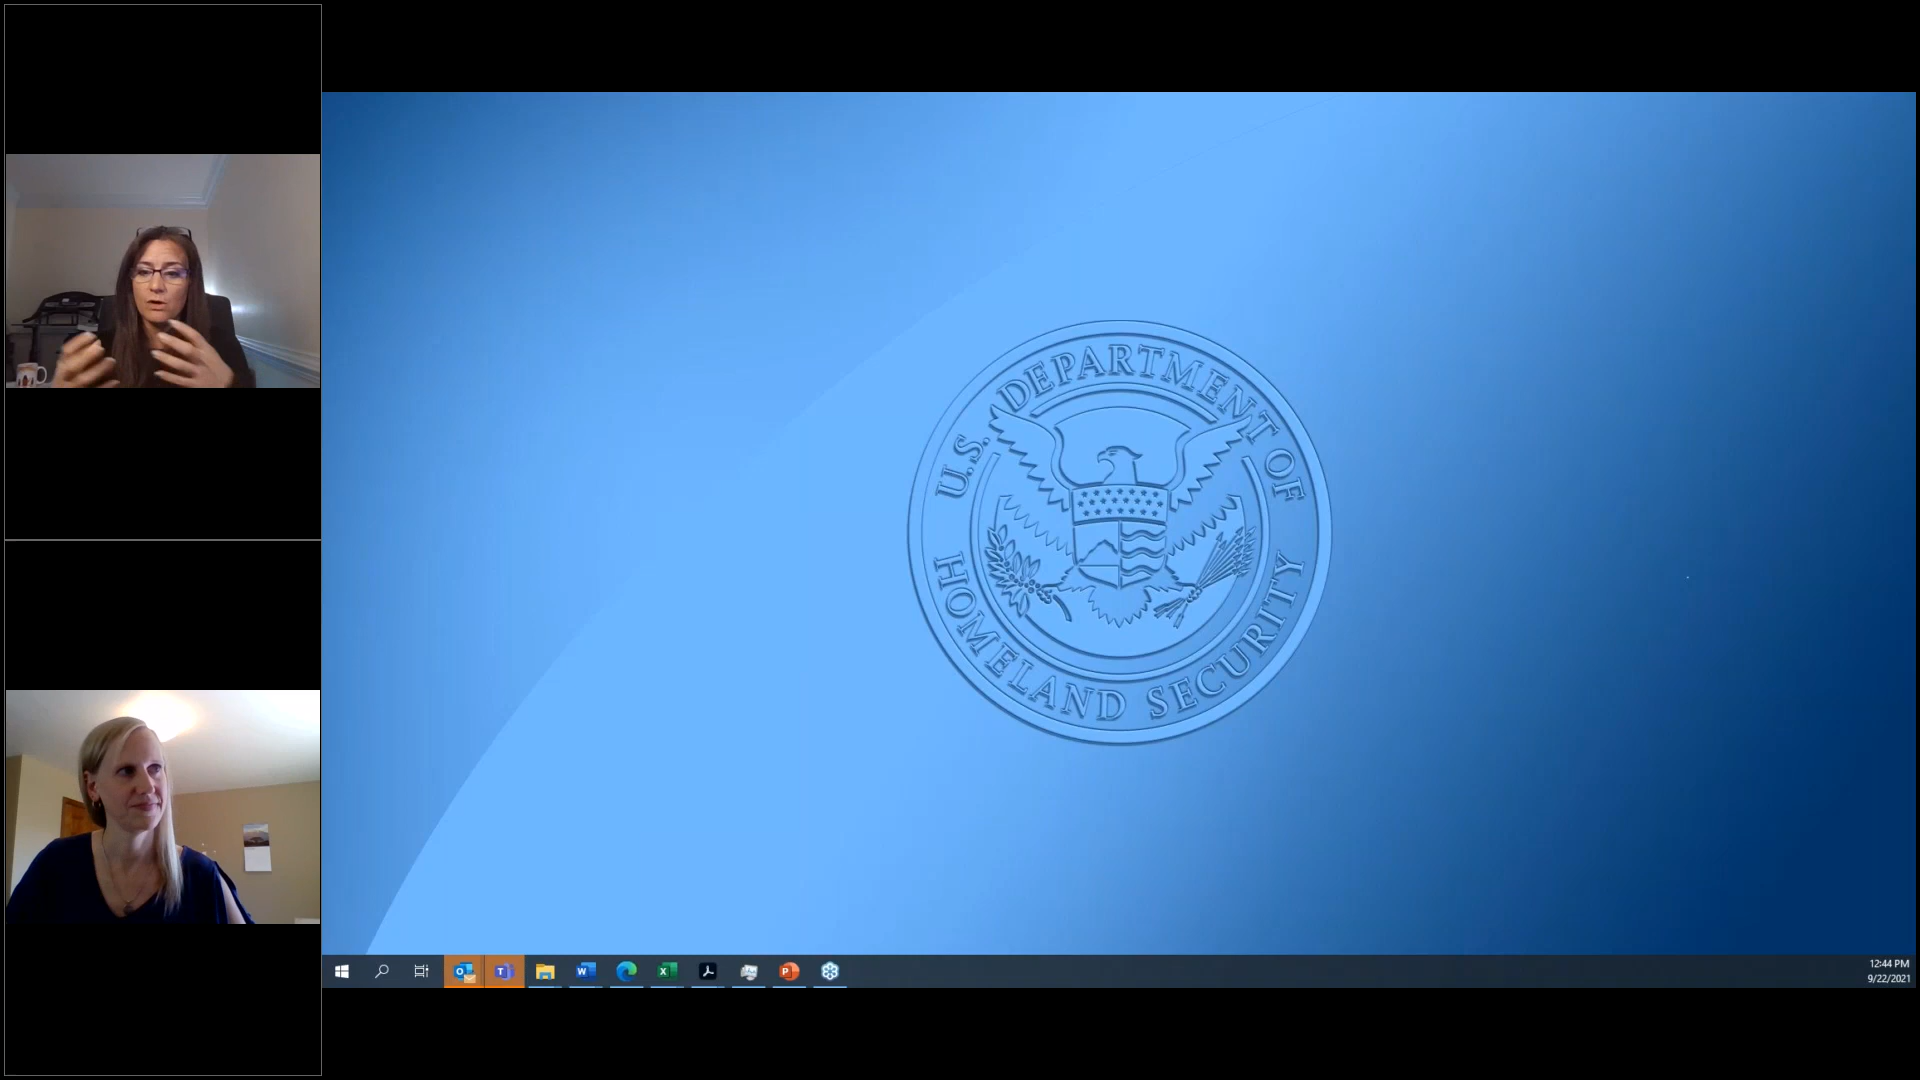 U.S. DEPARTMENT OF
HOMELAND SECURITY
12:44 PM
9/22/2021